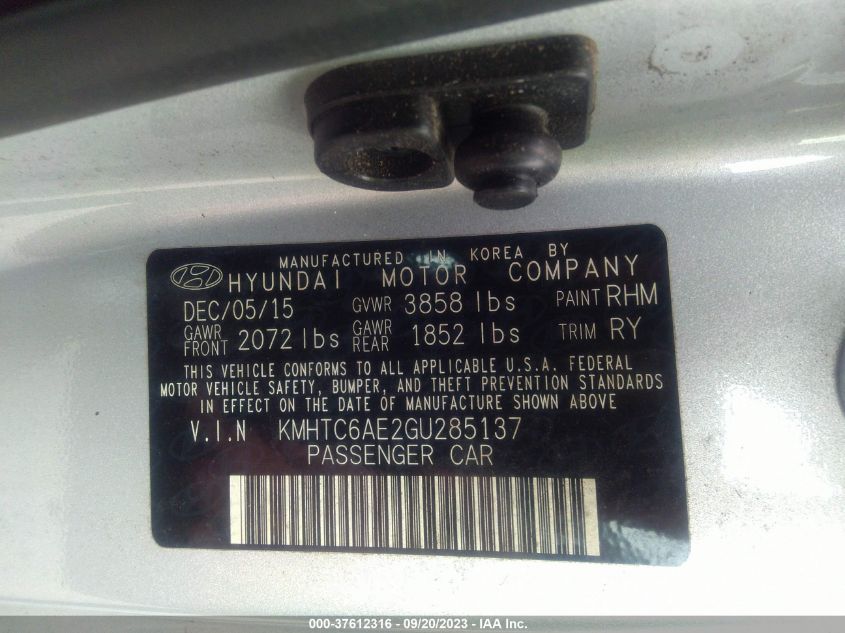 MANUFACTURED IN KOREA BY
HYUNDAI MOTOR COMPANY
DEC/05/15 GVWR 3858 lbs PAINT RHM
GAWR FRONT 2072 lbs GAWR REAR 1852 lbs TRIM RY
THIS VEHICLE CONFORMS TO ALL APPLICABLE U.S.A. FEDERAL
MOTOR VEHICLE SAFETY, BUMPER, AND THEFT PREVENTION STANDARDS
IN EFFECT ON THE DATE OF MANUFACTURE SHOWN ABOVE
V.I.N KMHTC6AE2GU285137
PASSENGER CAR
000-37612316 - 09/20/2023 - IAA Inc.